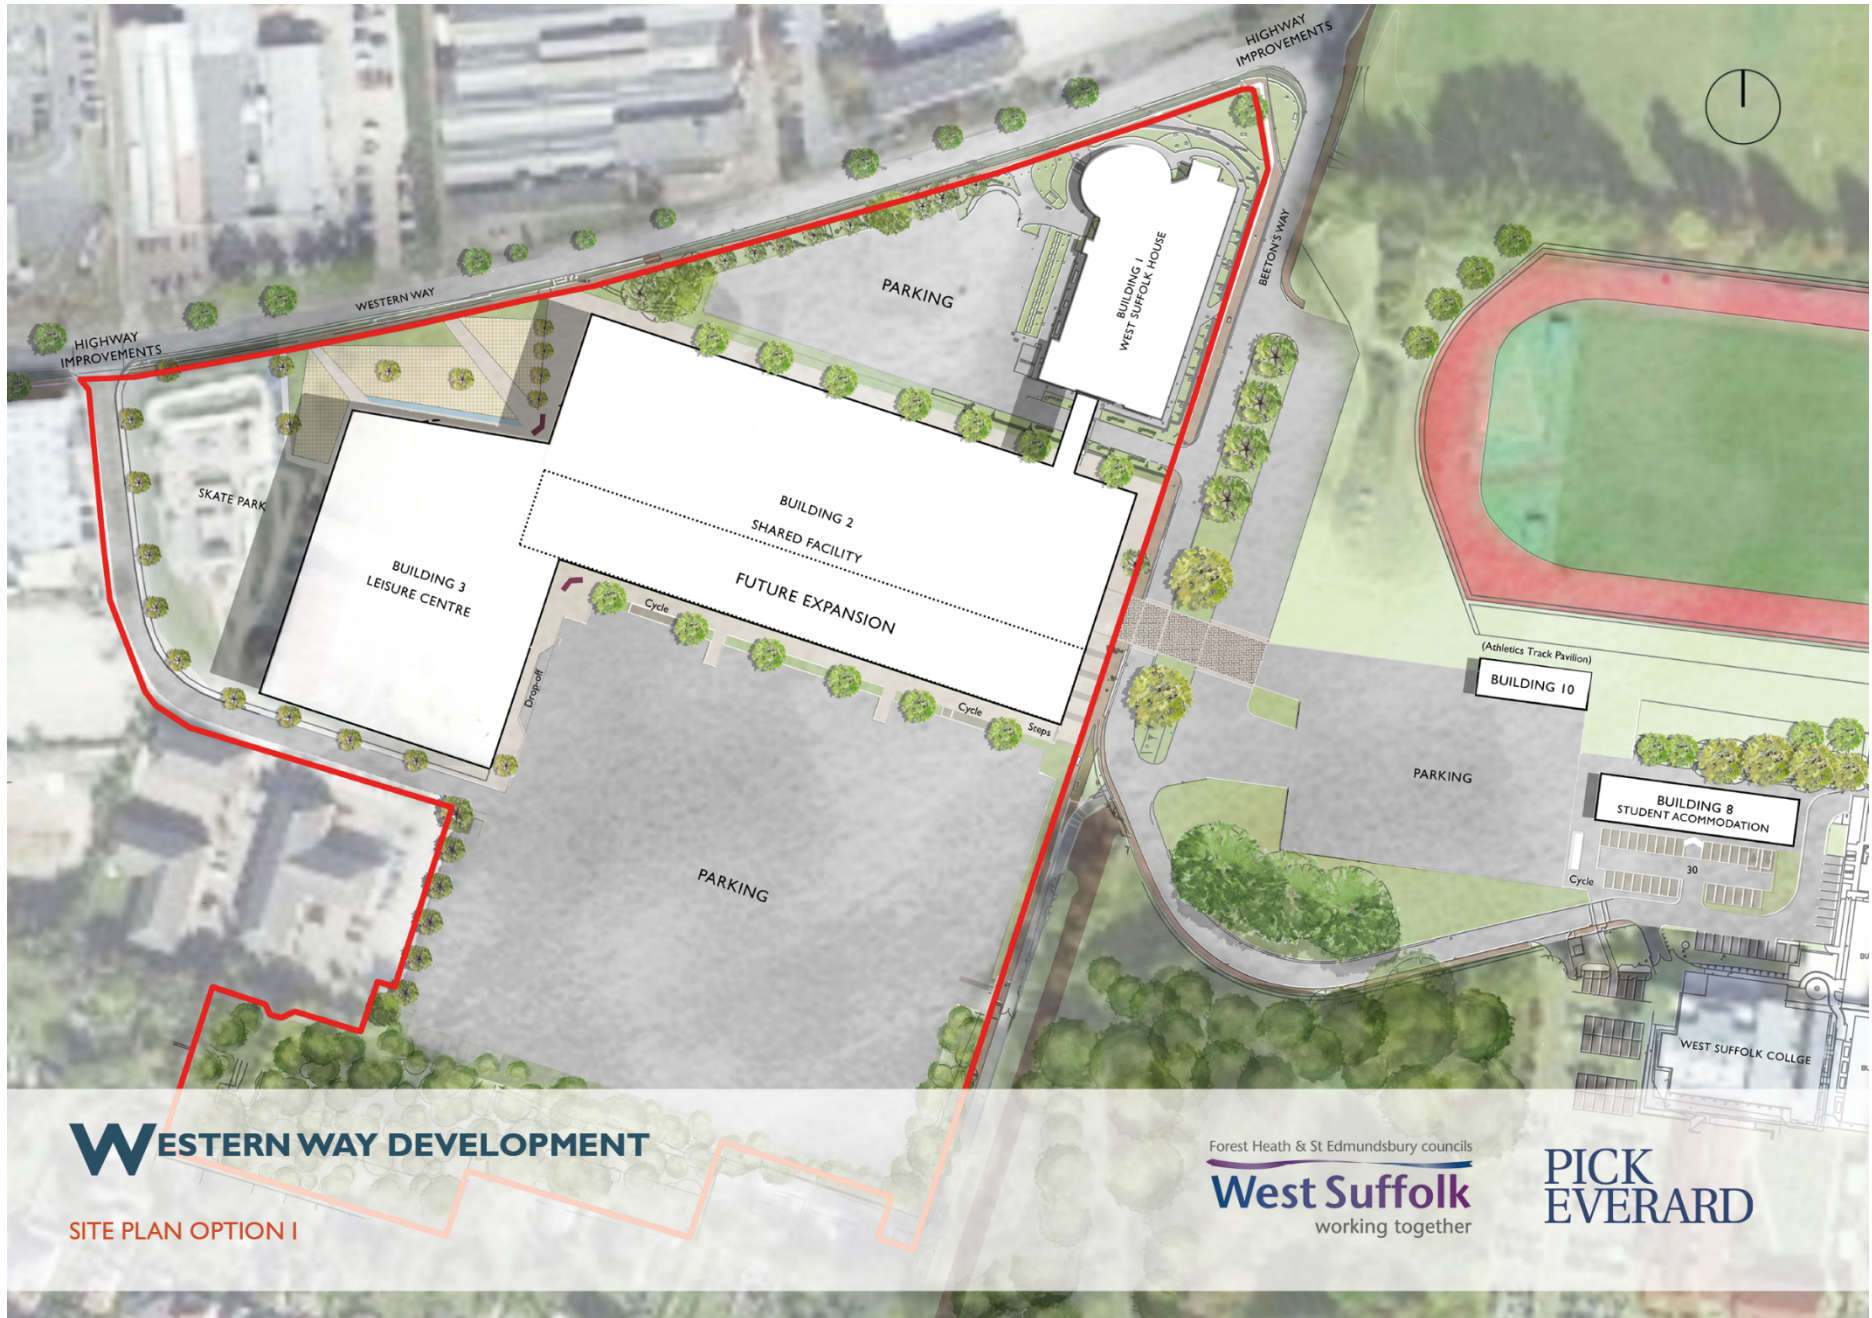 HIGHWAY
IMPROVEMENTS
WESTERN WAY
HIGHWAY
IMPROVEMENTS
PARKING
BUILDING 1
WEST SUFFOLK HOUSE
BEETON'S WAY
SKATE PARK
BUILDING 2
SHARED FACILITY
FUTURE EXPANSION
BUILDING 3
LEISURE CENTRE
Cycle
Drop-off
Cycle
Steps
(Athletics Track Pavilion)
BUILDING 10
PARKING
BUILDING 8
STUDENT ACOMMODATION
30
Cycle
PARKING
WEST SUFFOLK COLLGE
WESTERN WAY DEVELOPMENT
SITE PLAN OPTION 1
Forest Heath & St Edmundsbury councils
West Suffolk
working together
PICK
EVERARD